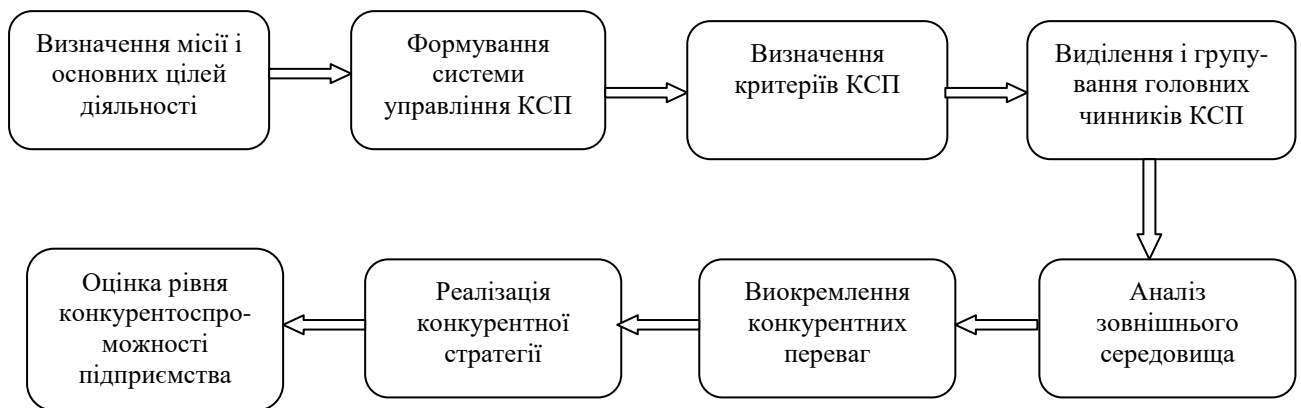 Визначення місії і
основних цілей
діяльності
Формування
системи
управління КСП
Визначення
критеріїв КСП
Виділення і групу-
вання головних
чинників КСП
Аналіз
зовнішнього
середовища
Виокремлення
конкурентних
переваг
Реалізація
конкурентної
стратегії
Оцінка рівня
конкурентоспро-
можності
підприємства